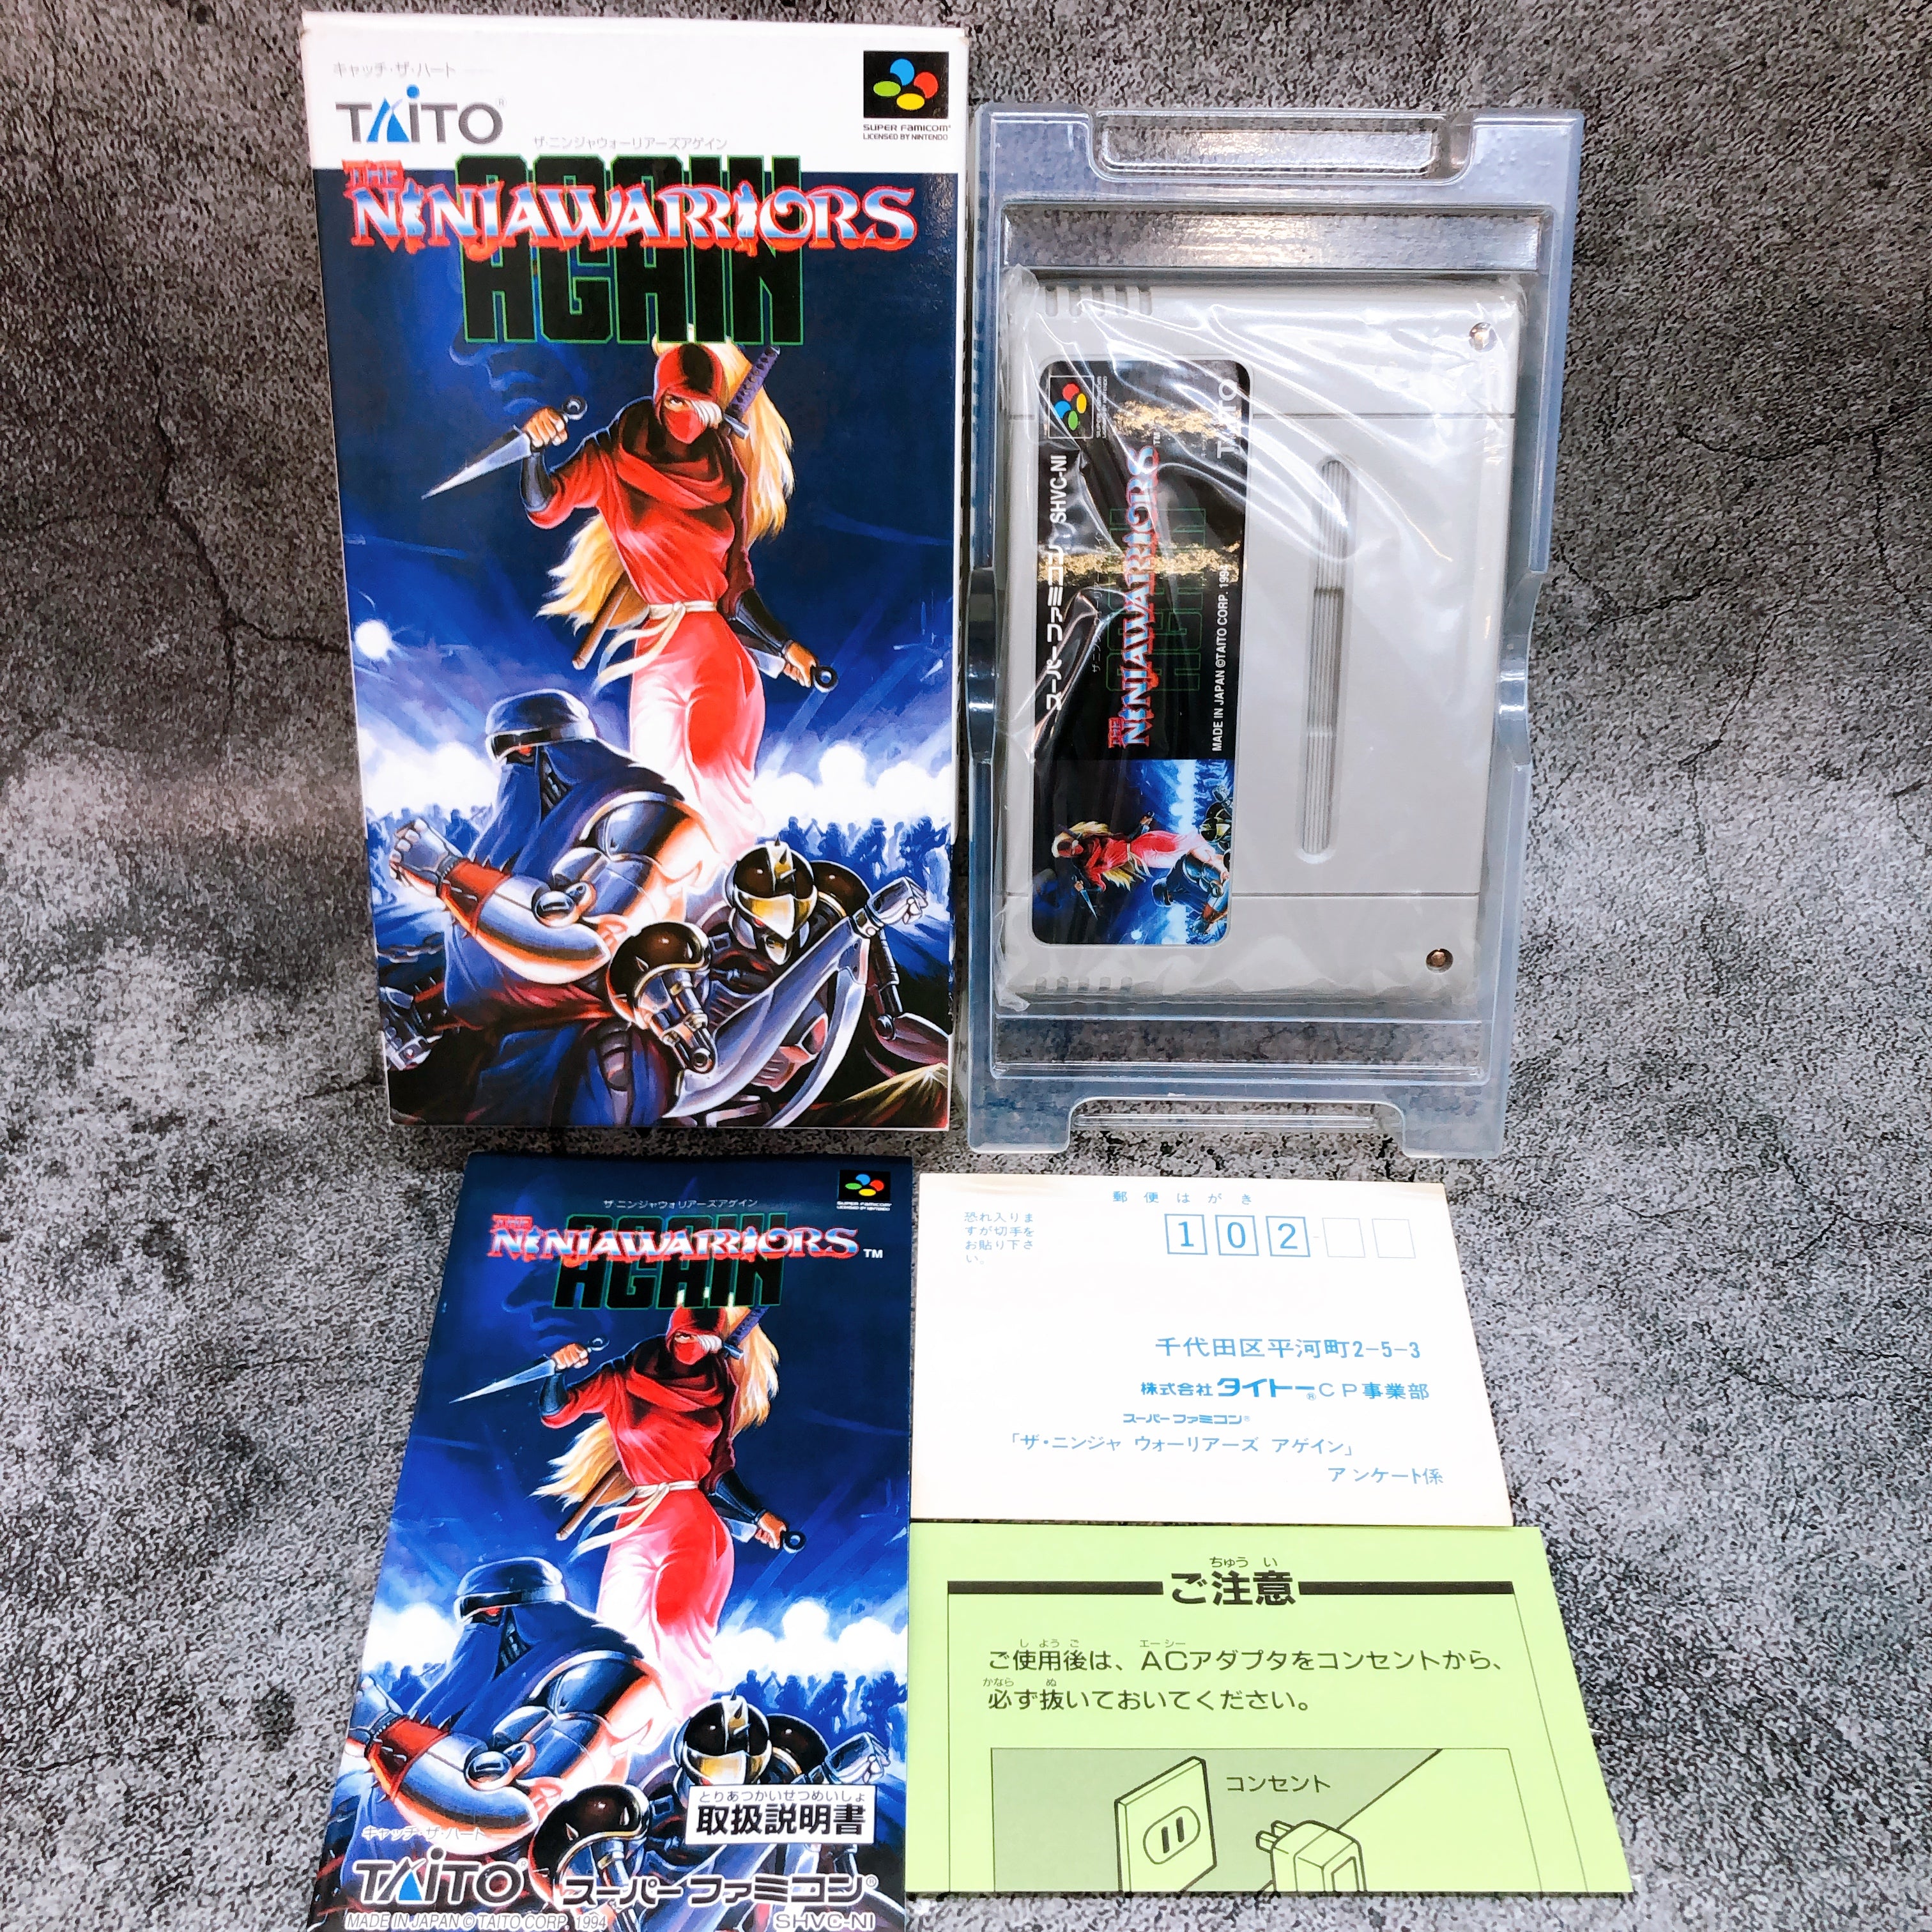 キャッチ・ザ・ハート
TAITO®
SUPER FAMICOM®
LICENSED BY NINTENDO
ザ・ニンジャウォーリアーズアゲイン
THE
NINJAWARRIORS
AGAIN
スーパーファミコン SHVC-NI
THE
NINJAWARRIORS™
AGAIN
MADE IN JAPAN ©TAITO CORP. 1994
TAITO
SUPER FAMICOM
LICENSED BY NINTENDO
ザ・ニンジャウォリアーズアゲイン
THE
NINJAWARRIORS™
AGAIN
とりあつかいせつめいしょ
取扱説明書
キャッチ・ザ・ハート
TAITO® スーパーファミコン®
MADE IN JAPAN © TAITO CORP. 1994 SHVC-NI
郵便はがき
恐れ入りま
すが切手を
お貼り下さ
い。
102-
千代田区平河町2-5-3
株式会社タイトー®CP事業部
スーパーファミコン®
「ザ・ニンジャ ウォーリアーズ アゲイン」
アンケート係
ちゅうい
ご注意
しようご エーシー
ご使用後は、ACアダプタをコンセントから、
かなら ぬ
必ず抜いておいてください。
コンセント